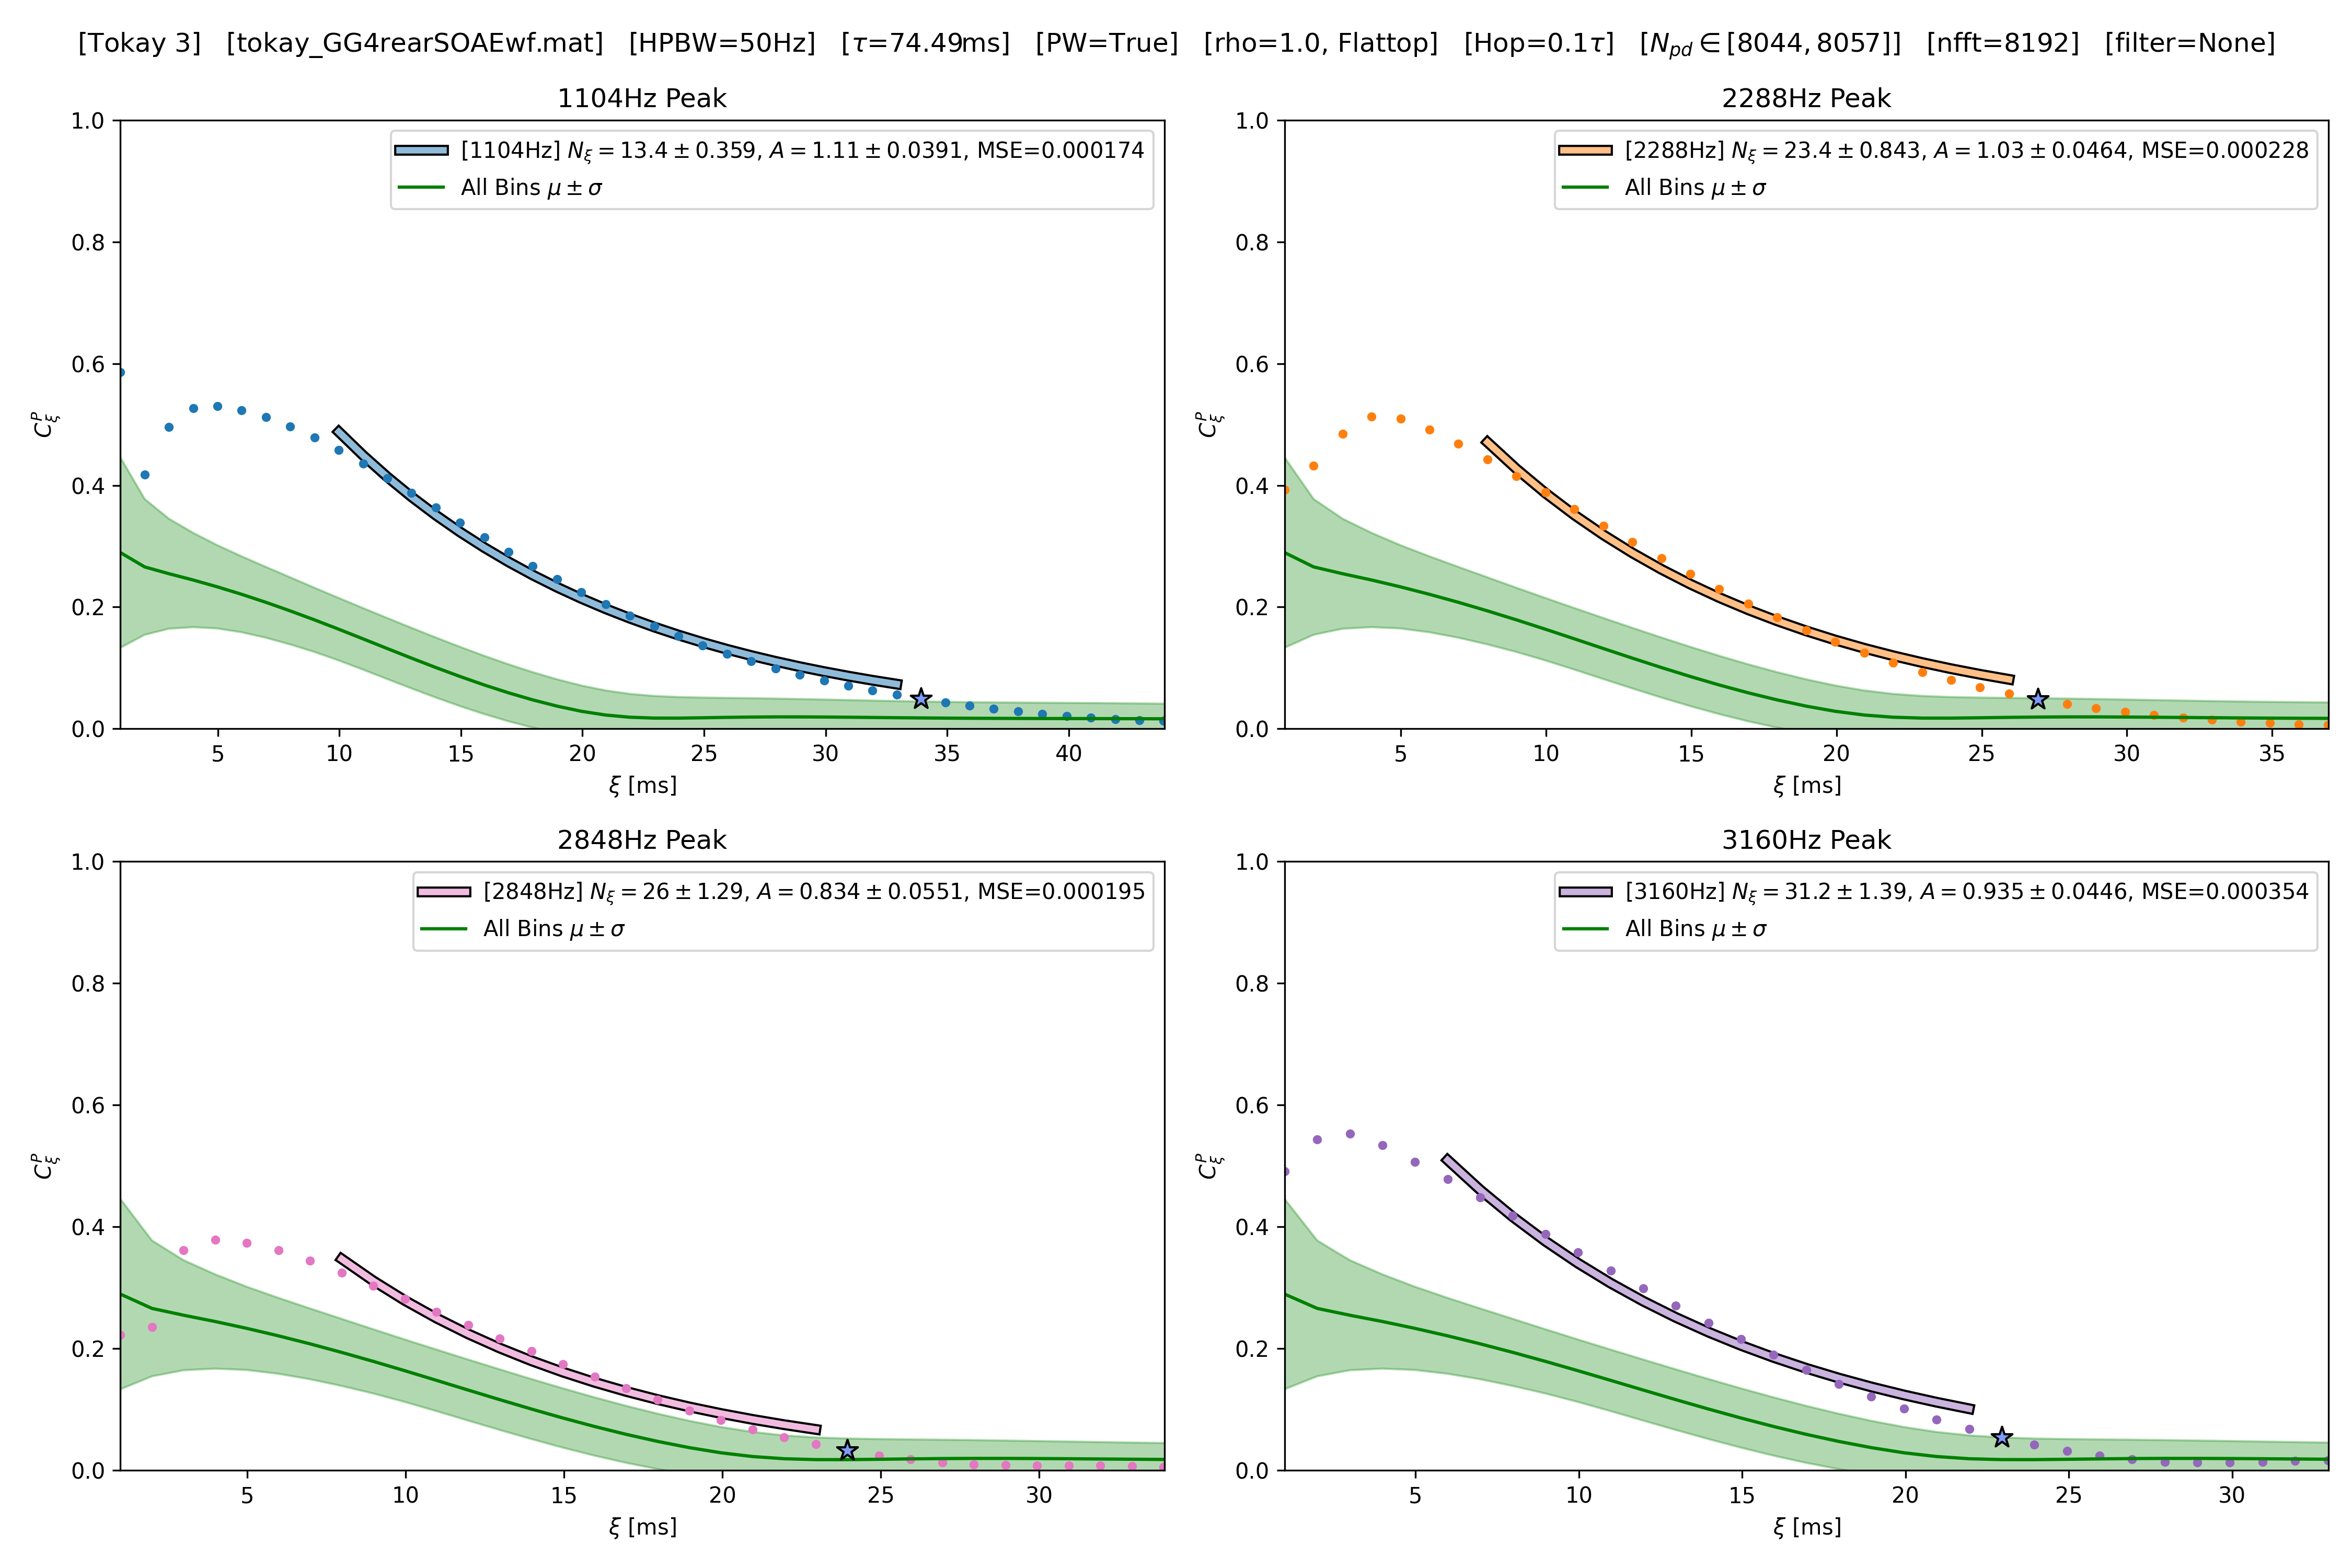 [Tokay 3] [tokay_GG4rearSOAEwf.mat] [HPBW=50Hz] [τ=74.49ms] [PW=True] [rho=1.0, Flattop] [Hop=0.1τ] [N_pd ∈ [8044, 8057]] [nfft=8192] [filter=None]
1104Hz Peak
[1104Hz] N_ξ = 13.4 ± 0.359, A = 1.11 ± 0.0391, MSE=0.000174
All Bins μ ± σ
1.0
0.8
0.6
0.4
0.2
0.0
C_ξ^P
5 10 15 20 25 30 35 40
ξ [ms]
2288Hz Peak
[2288Hz] N_ξ = 23.4 ± 0.843, A = 1.03 ± 0.0464, MSE=0.000228
All Bins μ ± σ
1.0
0.8
0.6
0.4
0.2
0.0
C_ξ^P
5 10 15 20 25 30 35
ξ [ms]
2848Hz Peak
[2848Hz] N_ξ = 26 ± 1.29, A = 0.834 ± 0.0551, MSE=0.000195
All Bins μ ± σ
1.0
0.8
0.6
0.4
0.2
0.0
C_ξ^P
5 10 15 20 25 30
ξ [ms]
3160Hz Peak
[3160Hz] N_ξ = 31.2 ± 1.39, A = 0.935 ± 0.0446, MSE=0.000354
All Bins μ ± σ
1.0
0.8
0.6
0.4
0.2
0.0
C_ξ^P
5 10 15 20 25 30
ξ [ms]